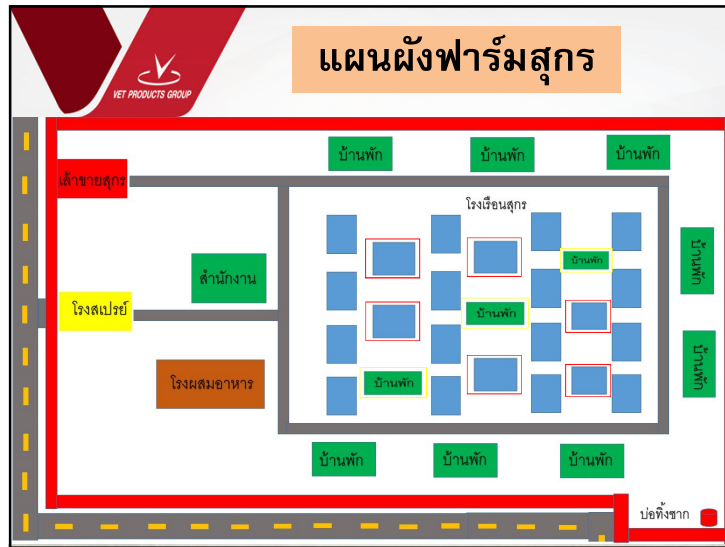 แผนผังฟาร์มสุกร
VET PRODUCTS GROUP
บ้านพัก
บ้านพัก
บ้านพัก
เล้าขายสุกร
โรงเรือนสุกร
บ้านพัก
บ้านพัก
สำนักงาน
โรงสเปรย์
บ้านพัก
บ้านพัก
โรงผสมอาหาร
บ้านพัก
บ้านพัก
บ้านพัก
บ้านพัก
บ่อทิ้งซาก